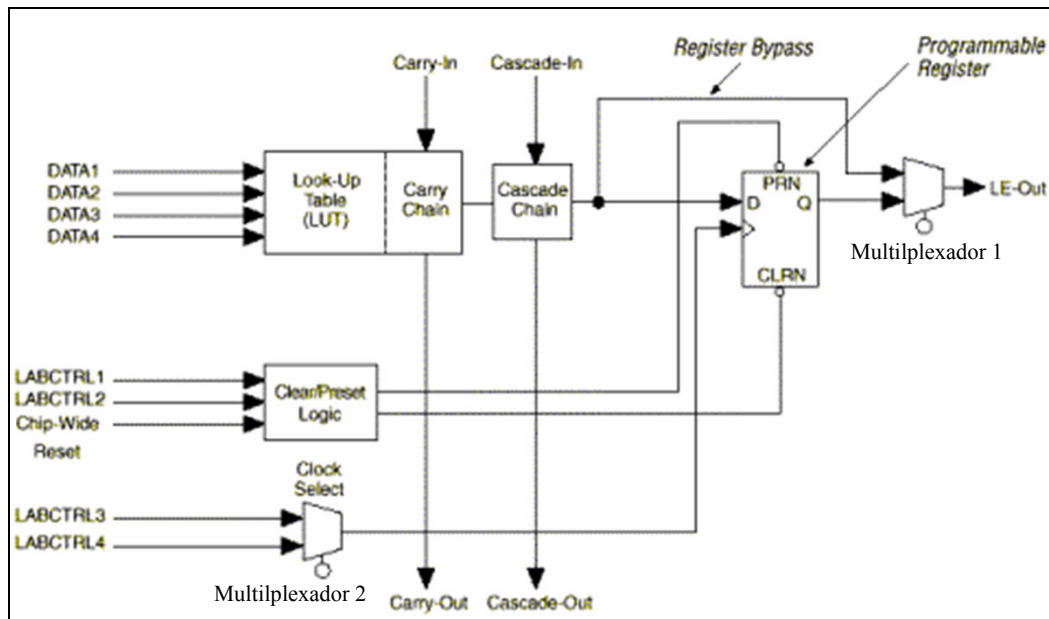 Register Bypass
Programmable
Register
Carry-In
Cascade-In
DATA1
DATA2
DATA3
DATA4
Look-Up
Table
(LUT)
Carry
Chain
Cascade
Chain
PRN
D
Q
CLRN
LE-Out
Multilplexador 1
LABCTRL1
LABCTRL2
Chip-Wide
Reset
Clear/Preset
Logic
Clock
Select
LABCTRL3
LABCTRL4
Multilplexador 2
Carry-Out
Cascade-Out